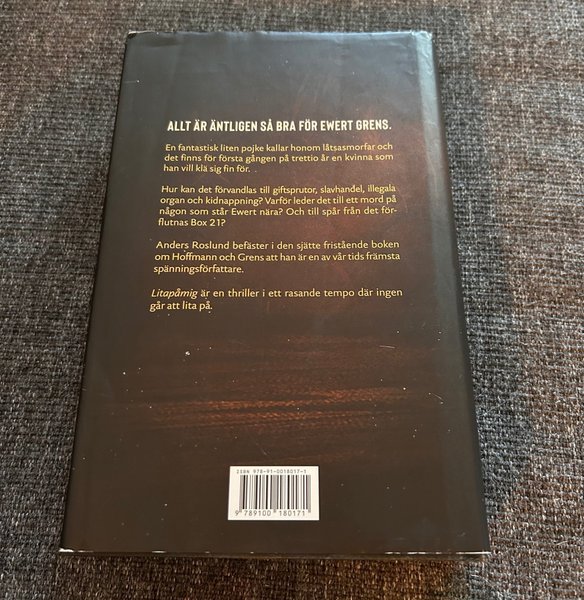 ALLT ÄR ÄNTLIGEN SÅ BRA FÖR EWERT GRENS.
En fantastisk liten pojke kallar honom låtsasmorfar och
det finns för första gången på trettio år en kvinna som
han vill klä sig fin för.
Hur kan det förvandlas till giftsprutor, slavhandel, illegala
organ och kidnappning? Varför leder det till ett mord på
någon som står Ewert nära? Och till spår från det för-
flutnas Box 21?
Anders Roslund befäster i den sjätte fristående boken
om Hoffmann och Grens att han är en av vår tids främsta
spänningsförfattare.
Litapåmig är en thriller i ett rasande tempo där ingen
går att lita på.
ISBN 978-91-0018017-1
9 789100 180171